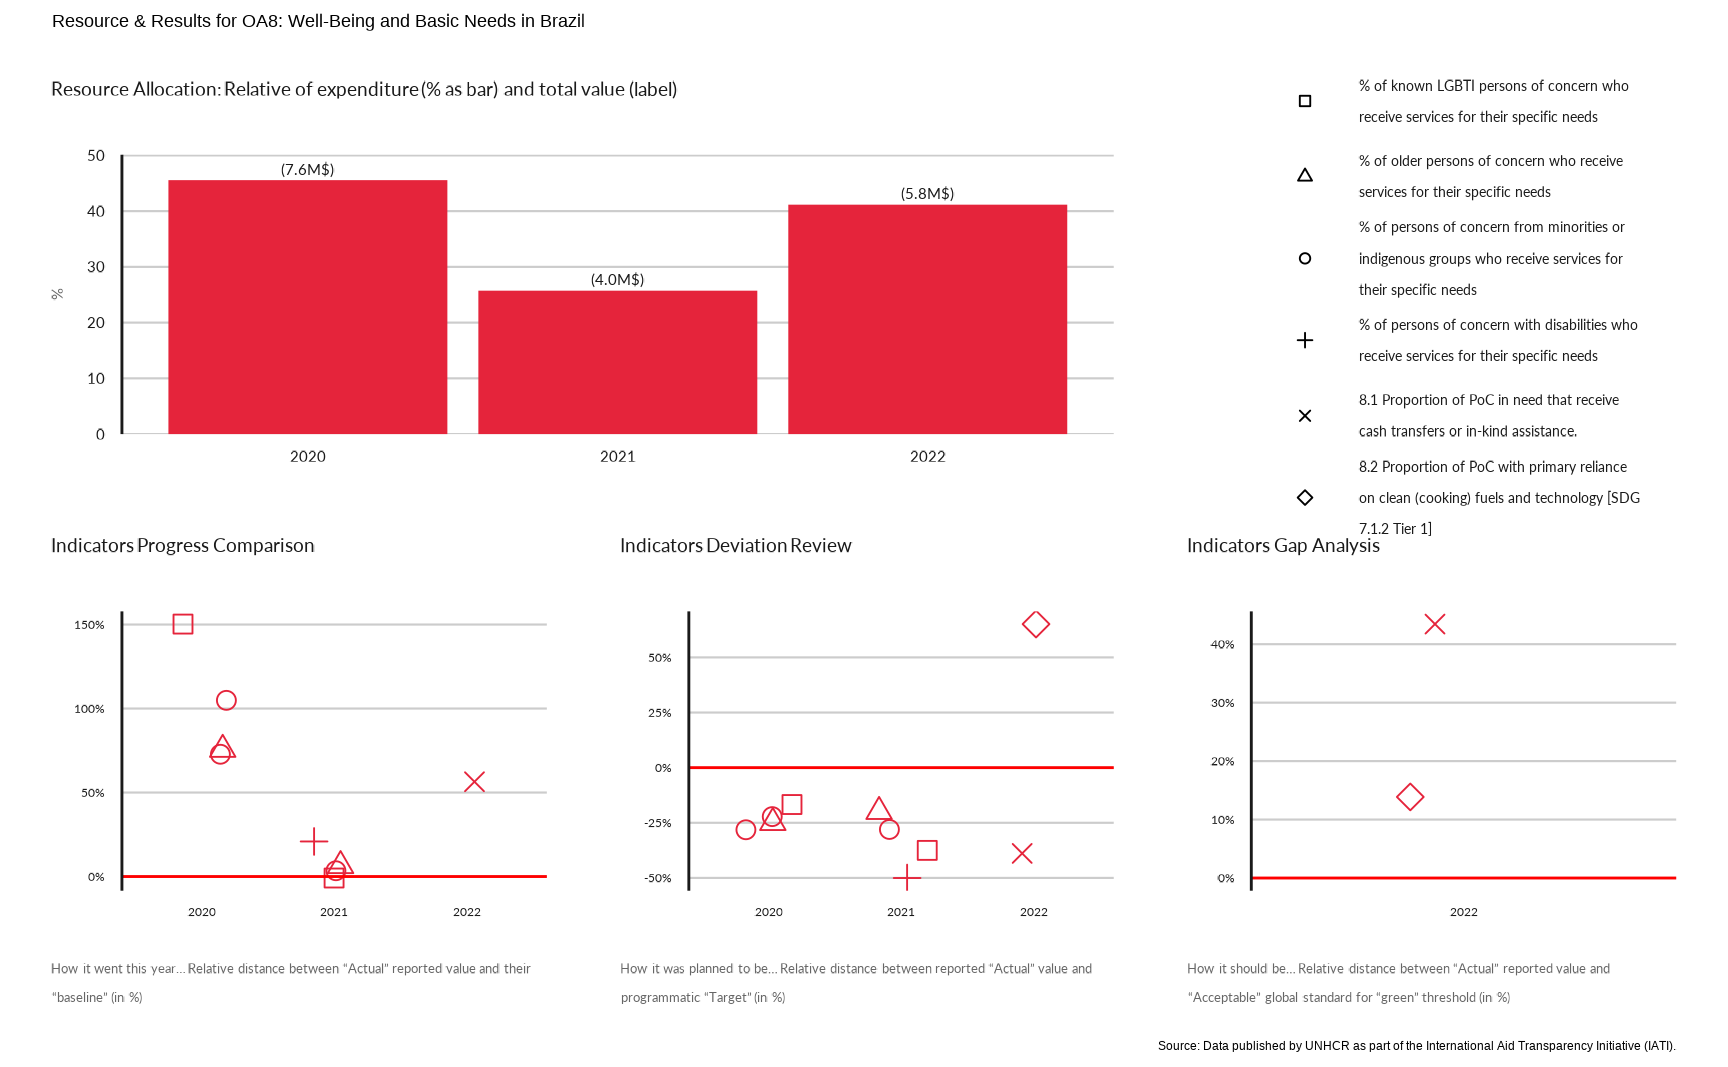 Resource & Results for OA8: Well-Being and Basic Needs in Brazil
Resource Allocation: Relative of expenditure (% as bar) and total value (label)
%
50
40
30
20
10
0
(7.6M$)
(4.0M$)
(5.8M$)
2020
2021
2022
% of known LGBTI persons of concern who
receive services for their specific needs
% of older persons of concern who receive
services for their specific needs
% of persons of concern from minorities or
indigenous groups who receive services for
their specific needs
% of persons of concern with disabilities who
receive services for their specific needs
8.1 Proportion of PoC in need that receive
cash transfers or in-kind assistance.
8.2 Proportion of PoC with primary reliance
on clean (cooking) fuels and technology [SDG
7.1.2 Tier 1]
Indicators Progress Comparison
150%
100%
50%
0%
2020
2021
2022
How it went this year... Relative distance between “Actual” reported value and their
“baseline” (in %)
Indicators Deviation Review
50%
25%
0%
-25%
-50%
2020
2021
2022
How it was planned to be... Relative distance between reported “Actual” value and
programmatic “Target” (in %)
Indicators Gap Analysis
40%
30%
20%
10%
0%
2022
How it should be... Relative distance between “Actual” reported value and
“Acceptable” global standard for “green” threshold (in %)
Source: Data published by UNHCR as part of the International Aid Transparency Initiative (IATI).